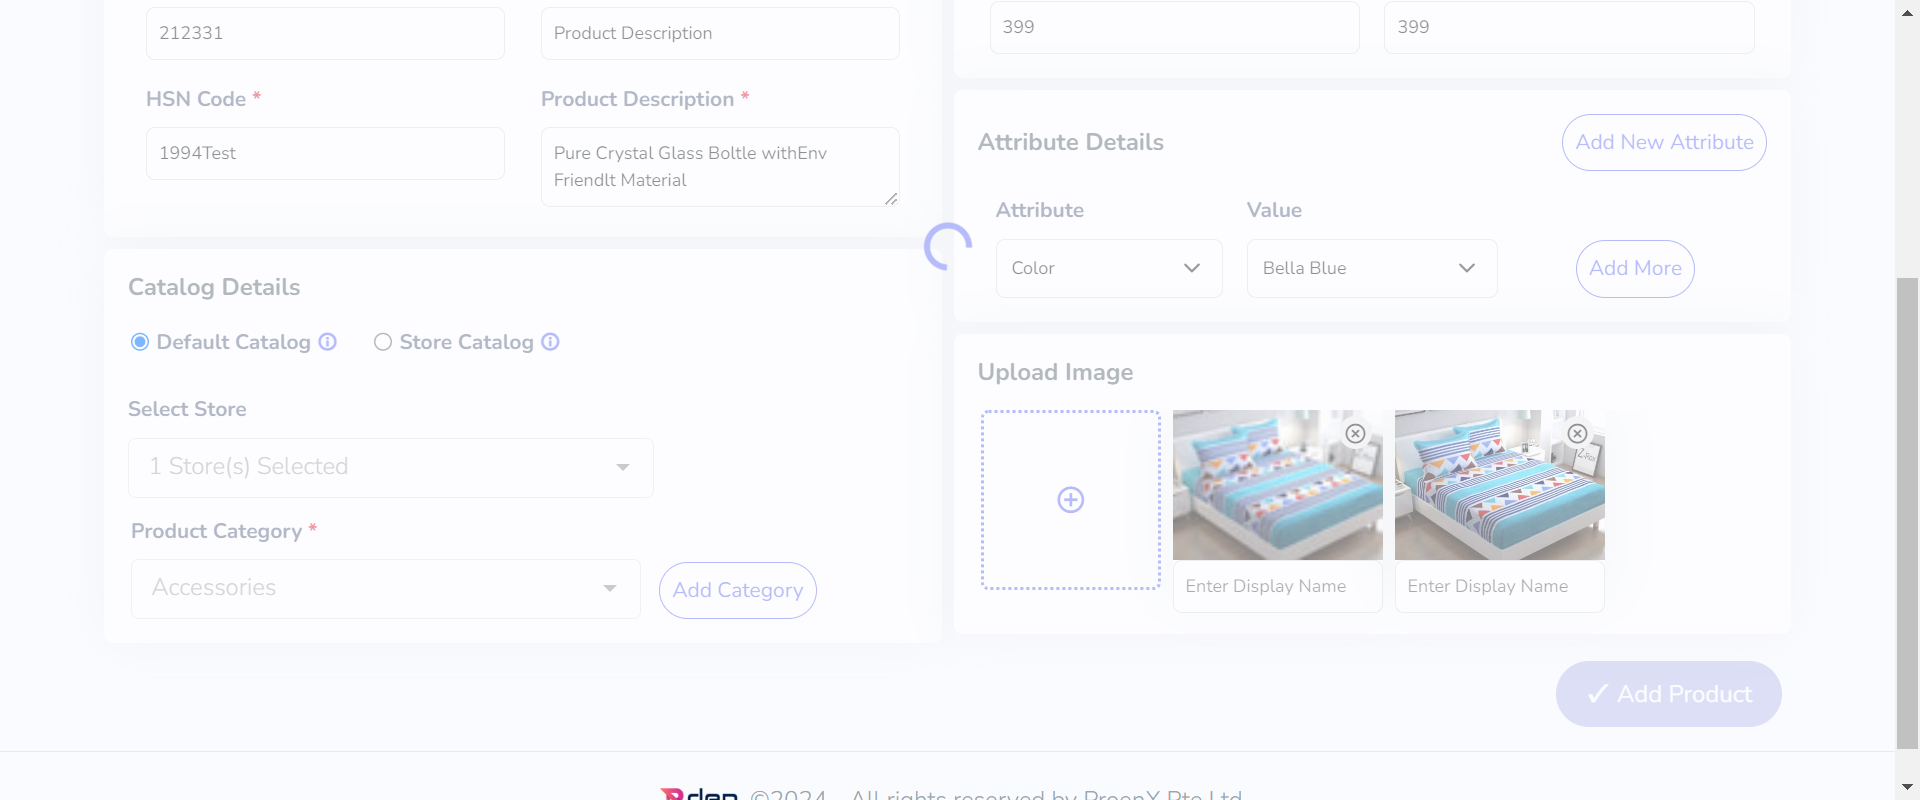 212331
Product Description
HSN Code *
Product Description *
1994Test
Pure Crystal Glass Boltle withEnv
Friendlt Material
Catalog Details
Default Catalog
Store Catalog
Select Store
1 Store(s) Selected
Product Category *
Accessories
Add Category
399
399
Attribute Details
Add New Attribute
Attribute
Value
Color
Bella Blue
Add More
Upload Image
Enter Display Name
Enter Display Name
✓ Add Product
©2024 All rights reserved by ProenX Pte Ltd